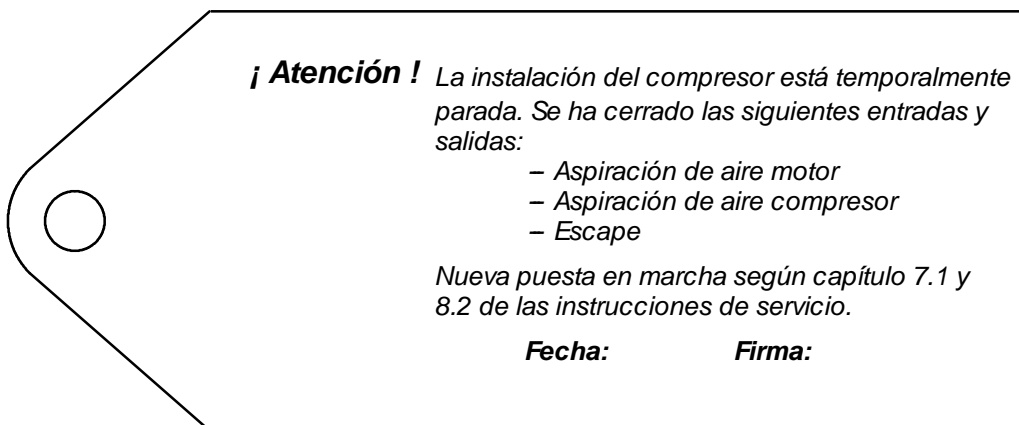 ¡ Atención ! La instalación del compresor está temporalmente
parada. Se ha cerrado las siguientes entradas y
salidas:
– Aspiración de aire motor
– Aspiración de aire compresor
– Escape
Nueva puesta en marcha según capítulo 7.1 y
8.2 de las instrucciones de servicio.
Fecha: Firma: